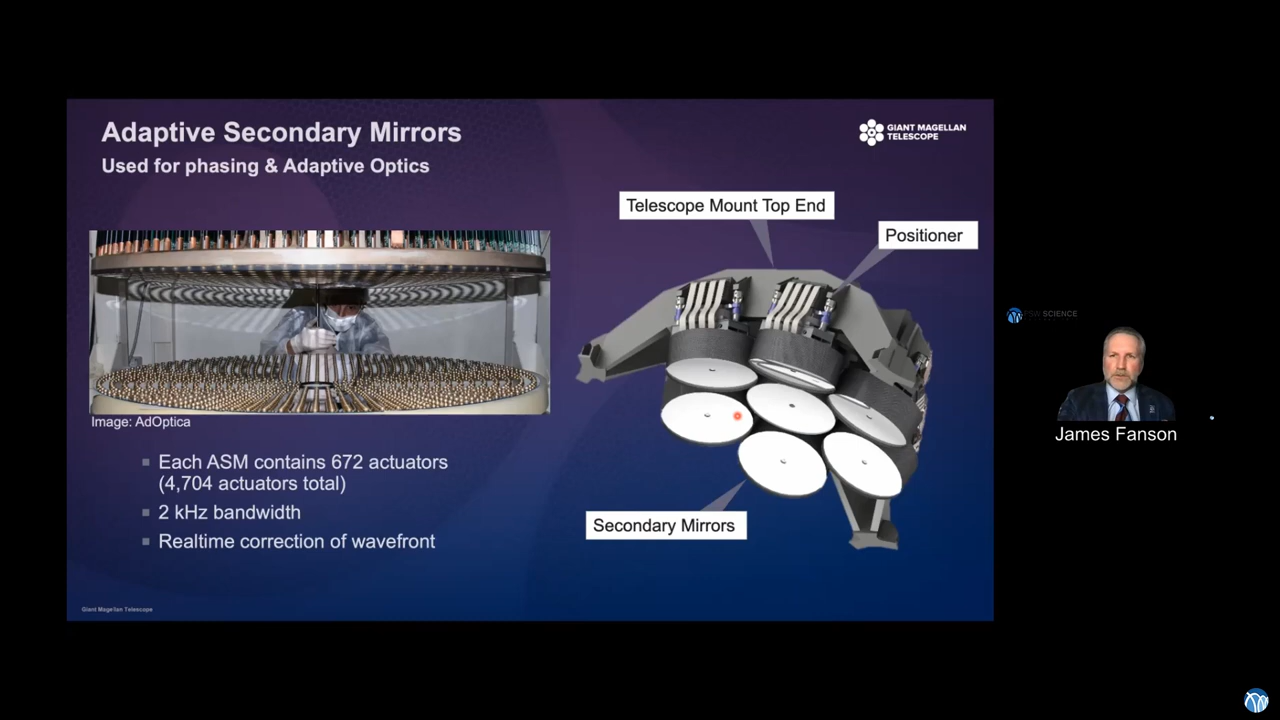 Adaptive Secondary Mirrors
Used for phasing & Adaptive Optics
GIANT MAGELLAN
TELESCOPE
Telescope Mount Top End
Positioner
Image: AdOptica
Each ASM contains 672 actuators
(4,704 actuators total)
2 kHz bandwidth
Realtime correction of wavefront
Secondary Mirrors
Giant Magellan Telescope
PSW SCIENCE
James Fanson